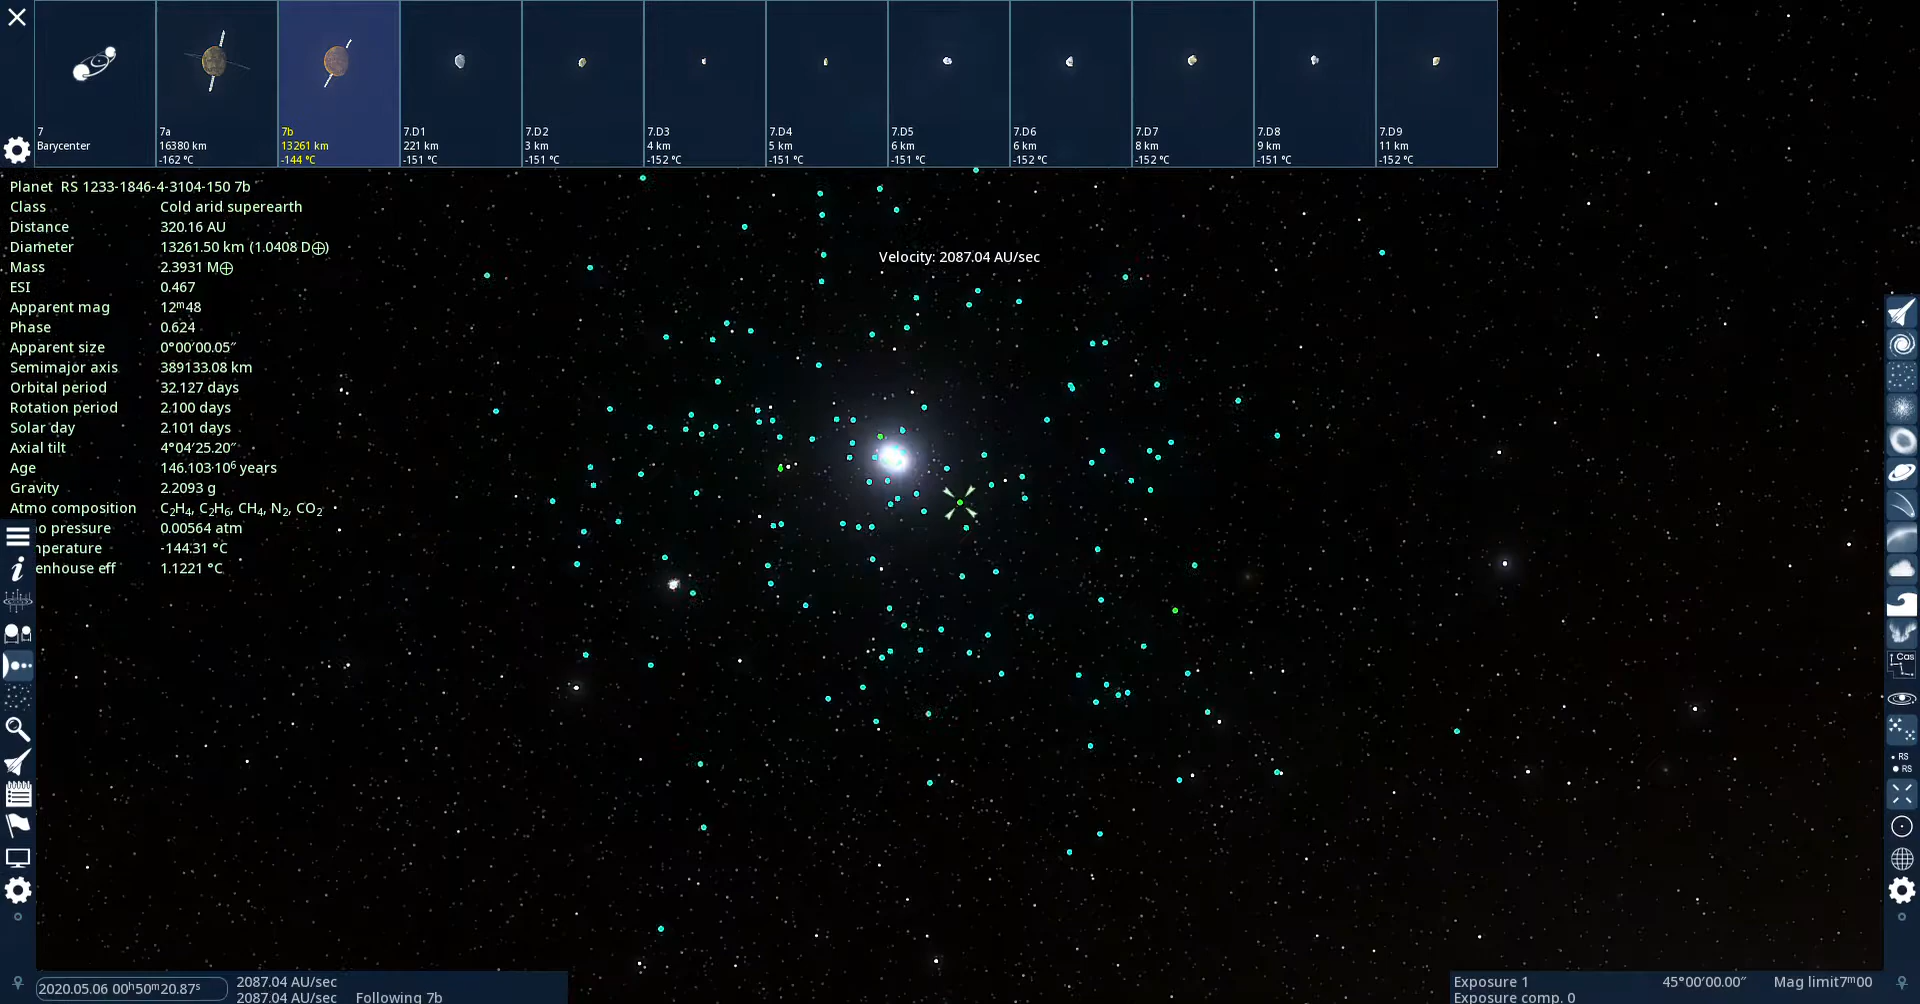 7
Barycenter
7a
16380 km
-162 °C
7b
13261 km
-144 °C
7.D1
221 km
-151 °C
7.D2
3 km
-151 °C
7.D3
4 km
-152 °C
7.D4
5 km
-151 °C
7.D5
6 km
-151 °C
7.D6
6 km
-152 °C
7.D7
8 km
-152 °C
7.D8
9 km
-151 °C
7.D9
11 km
-152 °C
Planet RS 1233-1846-4-3104-150 7b
Class Cold arid superearth
Distance 320.16 AU
Diameter 13261.50 km (1.0408 D⊕)
Mass 2.3931 M⊕
ESI 0.467
Apparent mag 12ᵐ48
Phase 0.624
Apparent size 0°00′00.05″
Semimajor axis 389133.08 km
Orbital period 32.127 days
Rotation period 2.100 days
Solar day 2.101 days
Axial tilt 4°04′25.20″
Age 146.103·10⁶ years
Gravity 2.2093 g
Atmo composition C₂H₄, C₂H₆, CH₄, N₂, CO₂
o pressure 0.00564 atm
perature -144.31 °C
enhouse eff 1.1221 °C
Velocity: 2087.04 AU/sec
Cas
RS
RS
2020.05.06 00ʰ50ᵐ20.87ˢ
2087.04 AU/sec
2087.04 AU/sec Following 7b
Exposure 1 45°00′00.00″ Mag limit 7ᵐ00
Exposure comp. 0